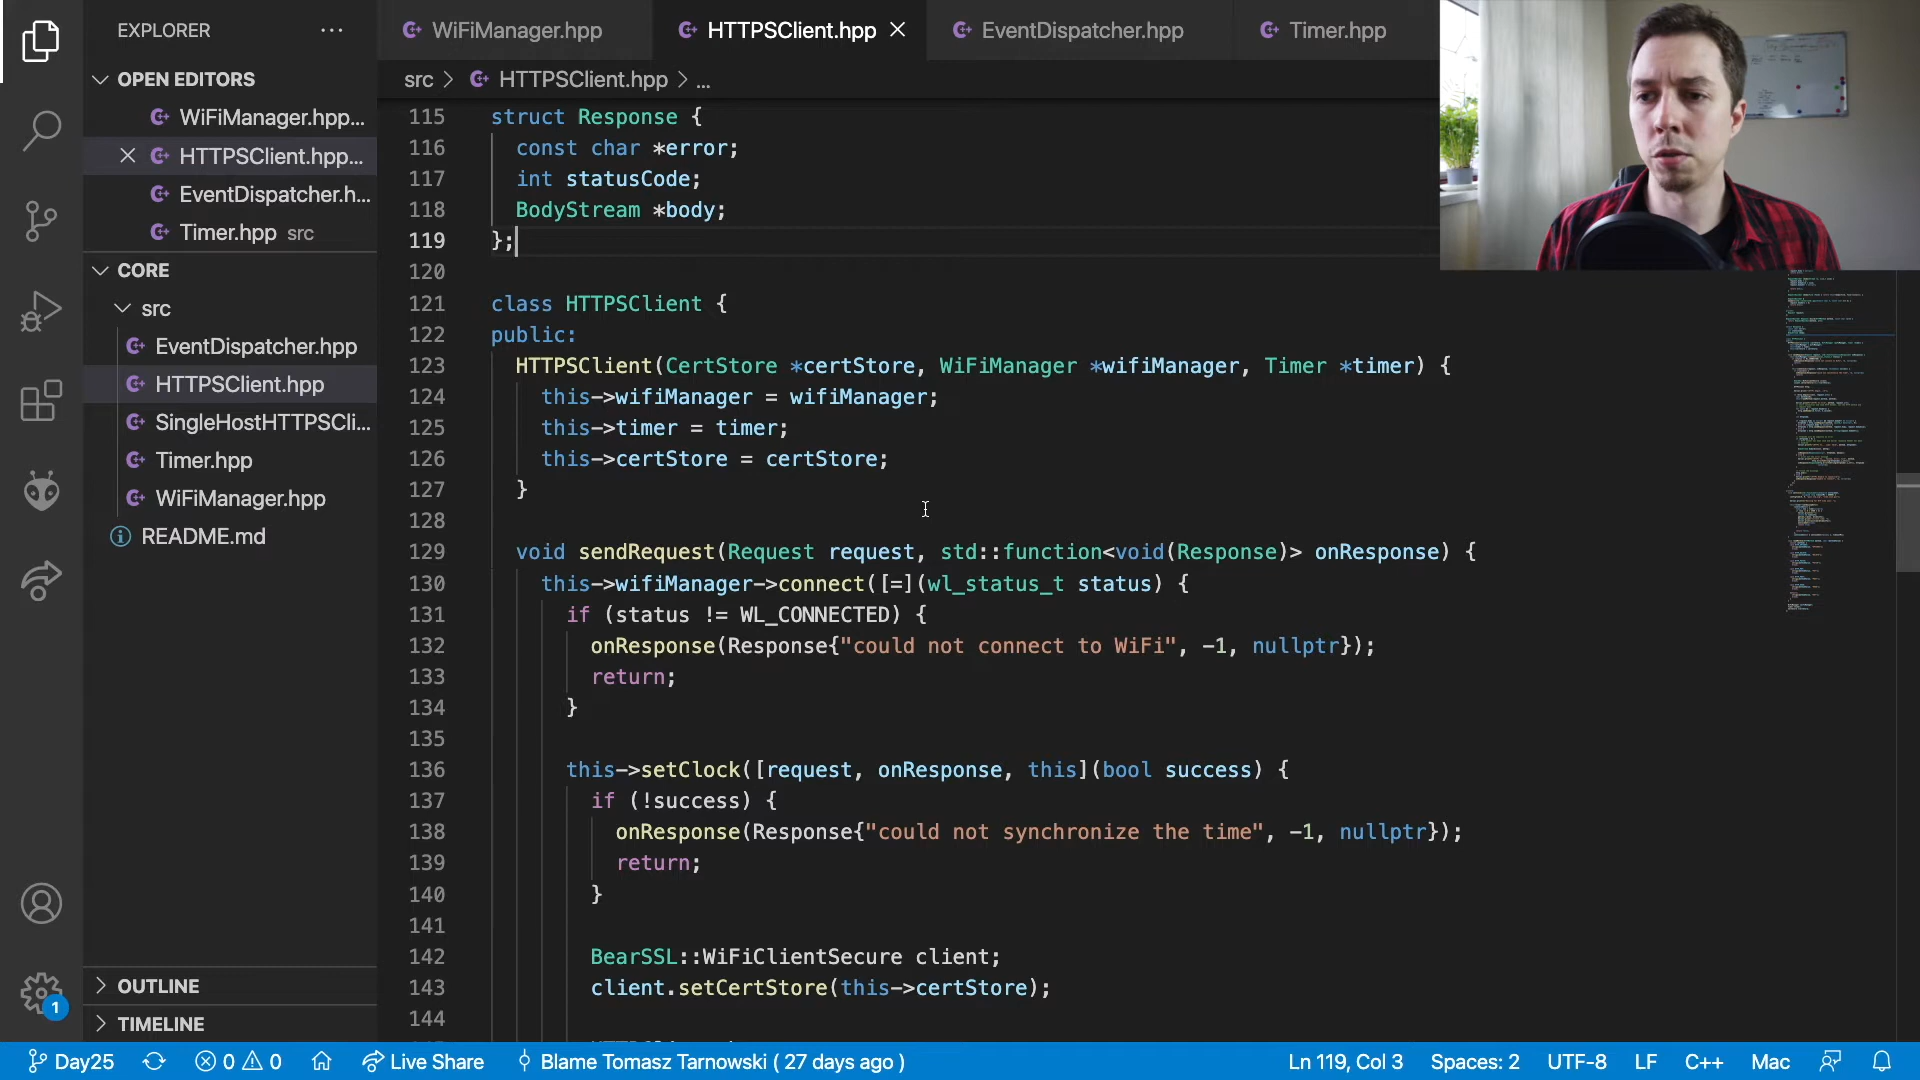 EXPLORER
OPEN EDITORS
WiFiManager.hpp...
HTTPSClient.hpp...
EventDispatcher.h...
Timer.hpp src
CORE
src
EventDispatcher.hpp
HTTPSClient.hpp
SingleHostHTTPSCli...
Timer.hpp
WiFiManager.hpp
README.md
OUTLINE
TIMELINE
1
WiFiManager.hpp
HTTPSClient.hpp
EventDispatcher.hpp
Timer.hpp
src > HTTPSClient.hpp > ...
115 struct Response {
116 const char *error;
117 int statusCode;
118 BodyStream *body;
119 };
120
121 class HTTPSClient {
122 public:
123 HTTPSClient(CertStore *certStore, WiFiManager *wifiManager, Timer *timer) {
124 this->wifiManager = wifiManager;
125 this->timer = timer;
126 this->certStore = certStore;
127 }
128
129 void sendRequest(Request request, std::function<void(Response)> onResponse) {
130 this->wifiManager->connect([=](wl_status_t status) {
131 if (status != WL_CONNECTED) {
132 onResponse(Response{"could not connect to WiFi", -1, nullptr});
133 return;
134 }
135
136 this->setClock([request, onResponse, this](bool success) {
137 if (!success) {
138 onResponse(Response{"could not synchronize the time", -1, nullptr});
139 return;
140 }
141
142 BearSSL::WiFiClientSecure client;
143 client.setCertStore(this->certStore);
144
Day25 0 0 Live Share Blame Tomasz Tarnowski ( 27 days ago ) Ln 119, Col 3 Spaces: 2 UTF-8 LF C++ Mac